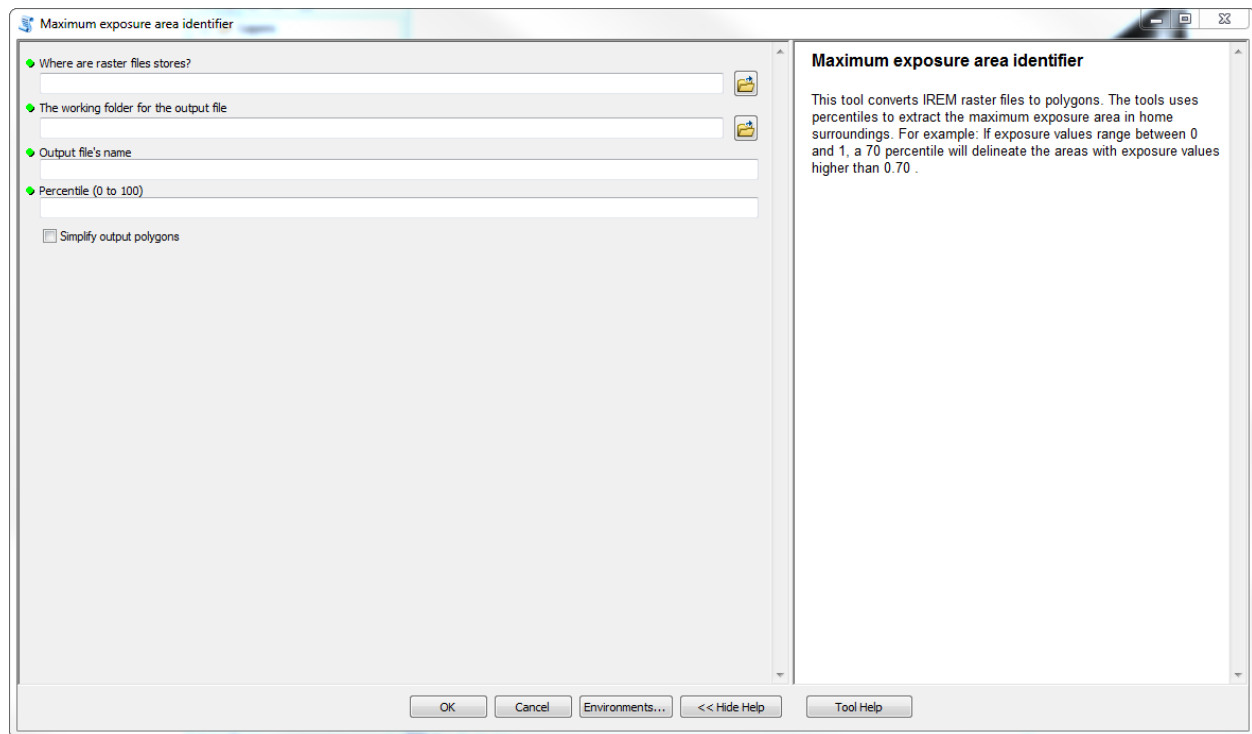 Maximum exposure area identifier
Where are raster files stores?
The working folder for the output file
Output file's name
Percentile (0 to 100)
Simplify output polygons
Maximum exposure area identifier
This tool converts IREM raster files to polygons. The tools uses
percentiles to extract the maximum exposure area in home
surroundings. For example: If exposure values range between 0
and 1, a 70 percentile will delineate the areas with exposure values
higher than 0.70 .
OK
Cancel
Environments...
<< Hide Help
Tool Help